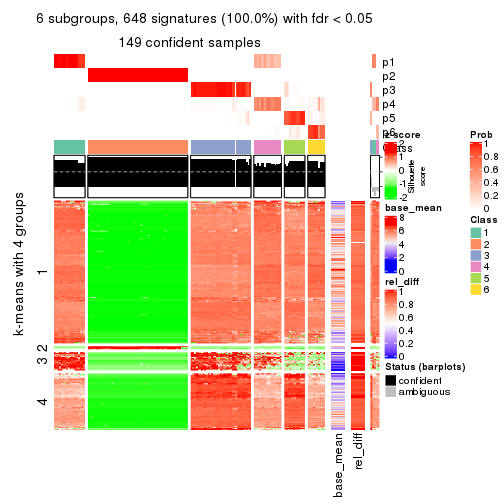 6 subgroups, 648 signatures (100.0%) with fdr < 0.05
149 confident samples
p1
p2
p3
p4
p5
p6
Class
Silhouette
score
k-means with 4 groups
1
2
3
4
base_mean
rel_diff
z-score
2
1
0
-1
-2
base_mean
8
6
4
2
0
rel_diff
1
0.8
0.6
0.4
0.2
0
Status (barplots)
confident
ambiguous
Prob
1
0.8
0.6
0.4
0.2
0
Class
1
2
3
4
5
6